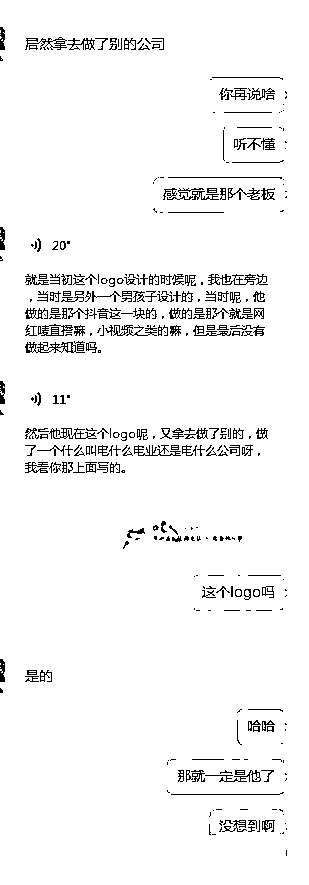 居然拿去做了别的公司
你再说啥
听不懂
感觉就是那个老板
20"
就是当初这个logo设计的时候呢，我也在旁边
，当时是另外一个男孩子设计的，当时呢，他
做的是那个抖音这一块的，做的是那个就是网
红唛直播嘛，小视频之类的嘛，但是最后没有
做起来知道吗。
11"
然后他现在这个logo呢，又拿去做了别的，做
了一个什么叫电什么电业还是电什么公司呀，
我看你那上面写的。
这个logo吗
是的
哈哈
那就一定是他了
没想到啊